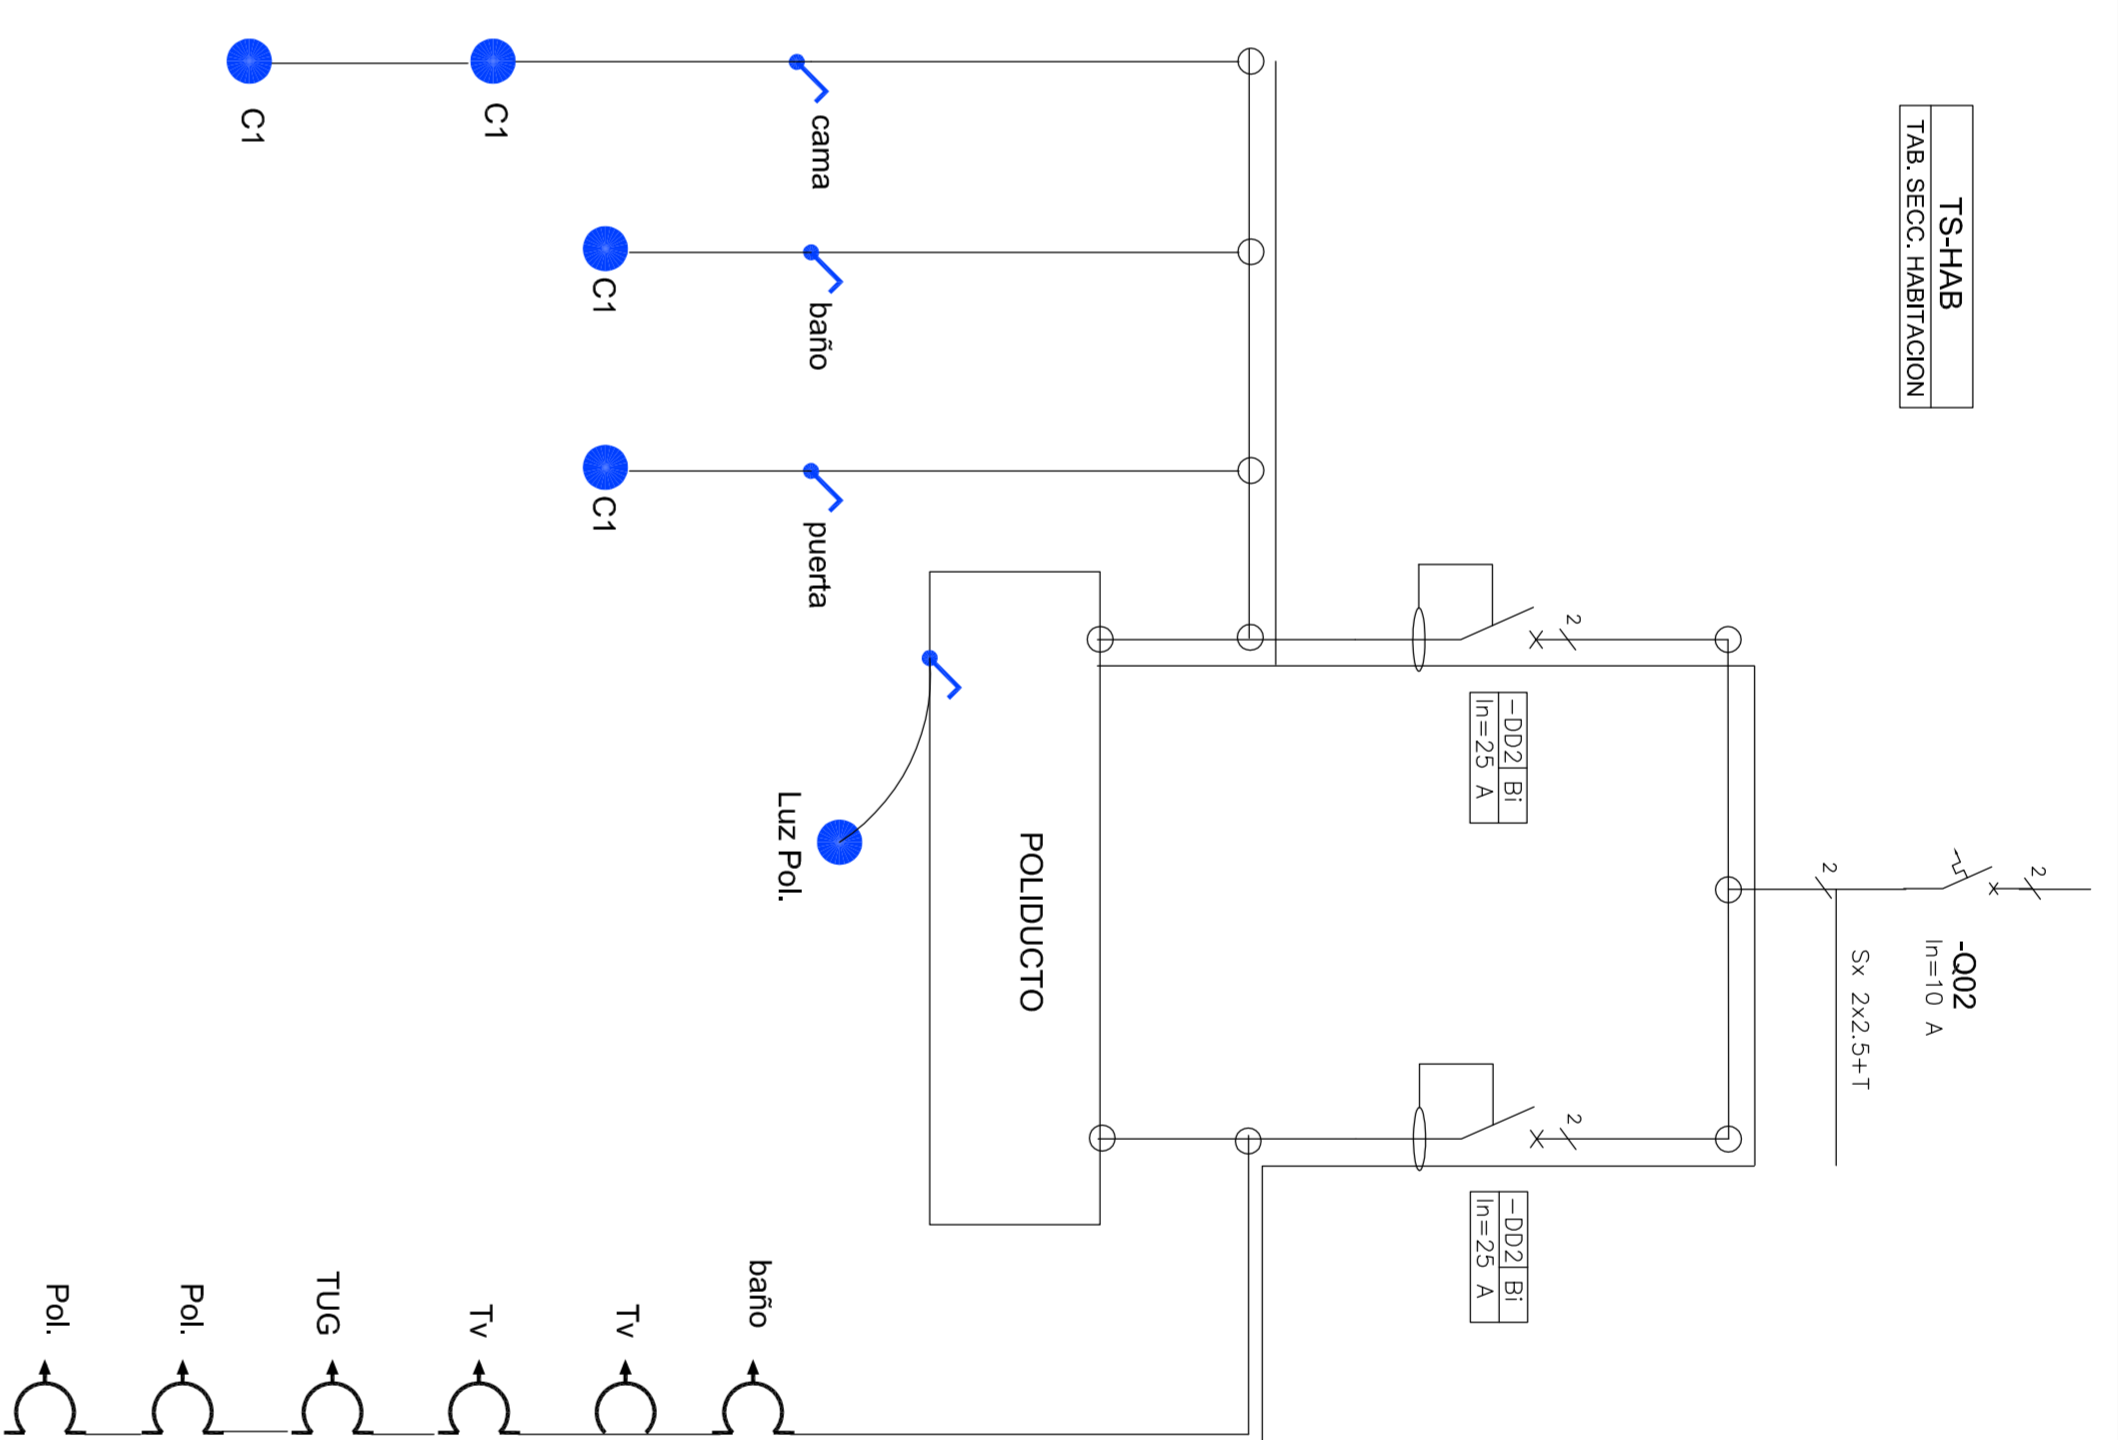 TS-HAB
TAB. SECC. HABITACION
2
-Q02
In=10 A
Sx 2x2.5+T
2
2
-DD2 Bi
In=25 A
2
-DD2 Bi
In=25 A
POLIDUCTO
cama
baño
puerta
Luz Pol.
C1
C1
C1
C1
baño
Tv
Tv
TUG
Pol.
Pol.